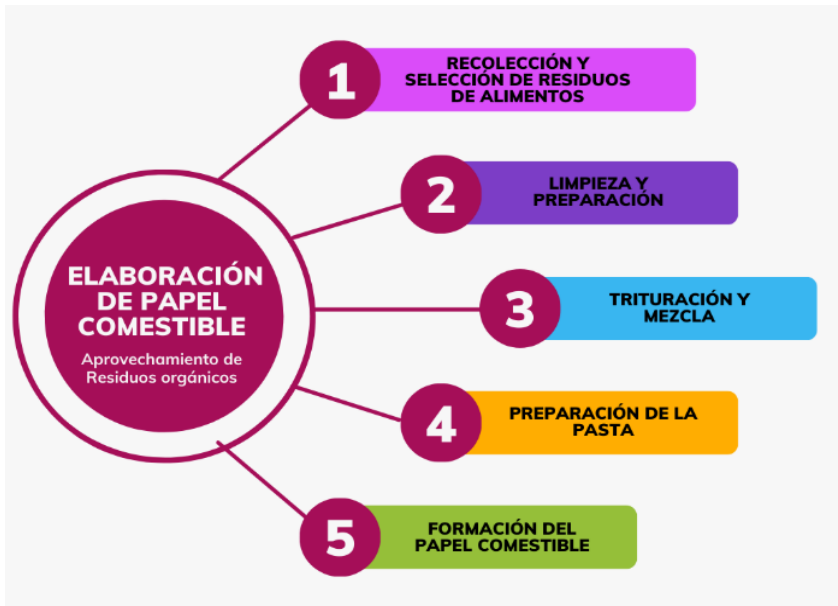 1
RECOLECCIÓN Y
SELECCIÓN DE RESIDUOS
DE ALIMENTOS
2
LIMPIEZA Y
PREPARACIÓN
ELABORACIÓN
DE PAPEL
COMESTIBLE
Aprovechamiento de
Residuos orgánicos
3
TRITURACIÓN Y
MEZCLA
4
PREPARACIÓN DE LA
PASTA
5
FORMACIÓN DEL
PAPEL COMESTIBLE